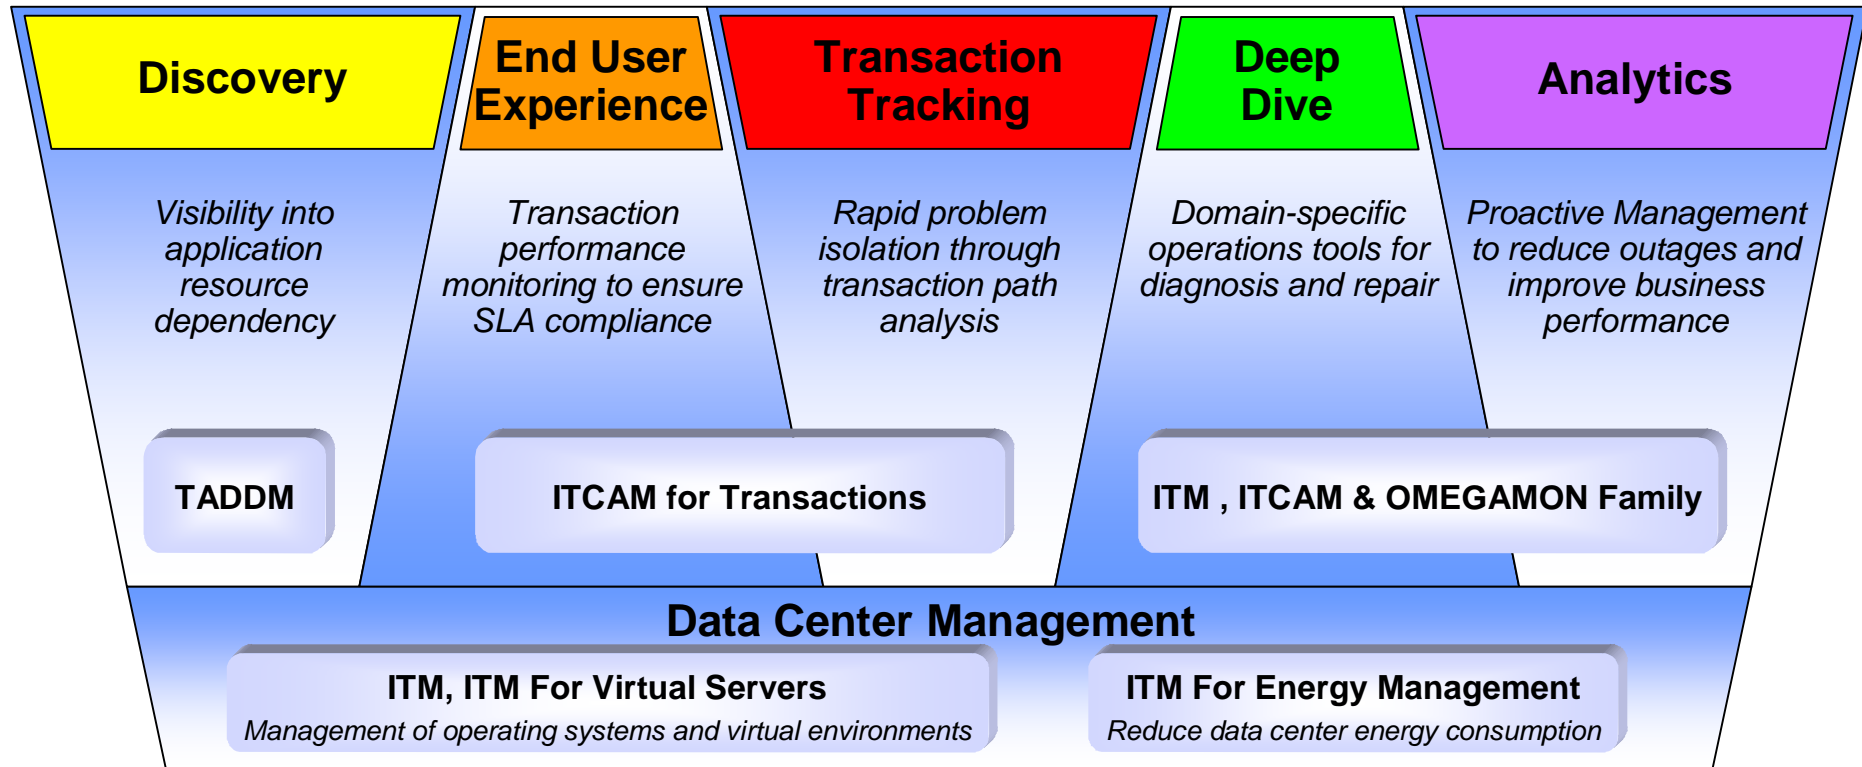 Discovery
End User
Experience
Transaction
Tracking
Deep
Dive
Analytics
Visibility into
application
resource
dependency
Transaction
performance
monitoring to ensure
SLA compliance
Rapid problem
isolation through
transaction path
analysis
Domain-specific
operations tools for
diagnosis and repair
Proactive Management
to reduce outages and
improve business
performance
TADDM
ITCAM for Transactions
ITM , ITCAM & OMEGAMON Family
Data Center Management
ITM, ITM For Virtual Servers
Management of operating systems and virtual environments
ITM For Energy Management
Reduce data center energy consumption